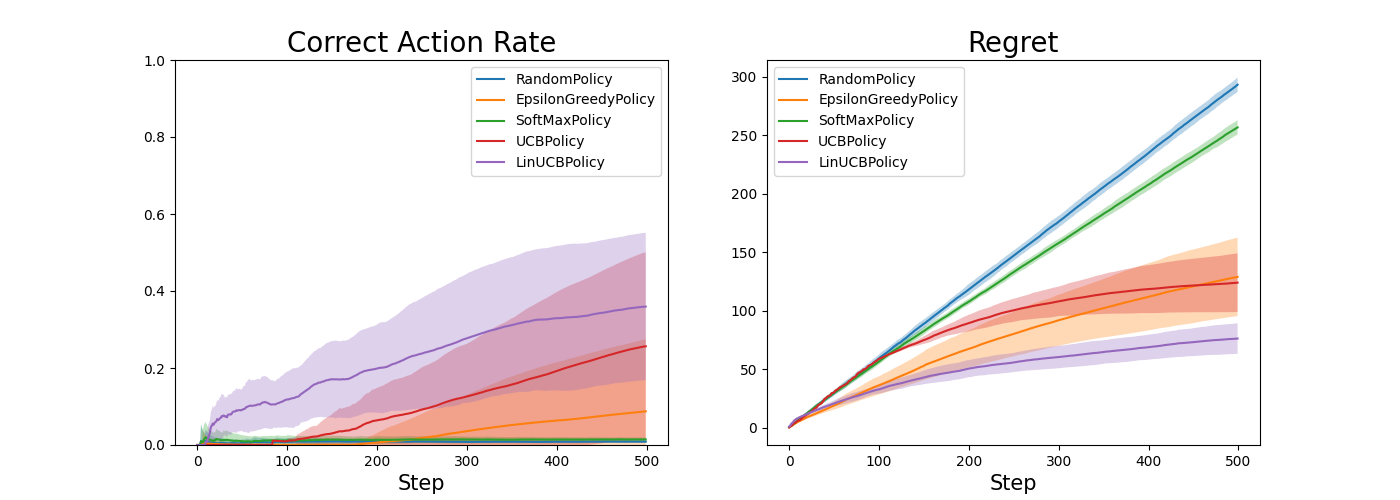 Correct Action Rate
1.0
0.8
0.6
0.4
0.2
0.0
RandomPolicy
EpsilonGreedyPolicy
SoftMaxPolicy
UCBPolicy
LinUCBPolicy
0 100 200 300 400 500
Step
Regret
300
250
200
150
100
50
0
RandomPolicy
EpsilonGreedyPolicy
SoftMaxPolicy
UCBPolicy
LinUCBPolicy
0 100 200 300 400 500
Step